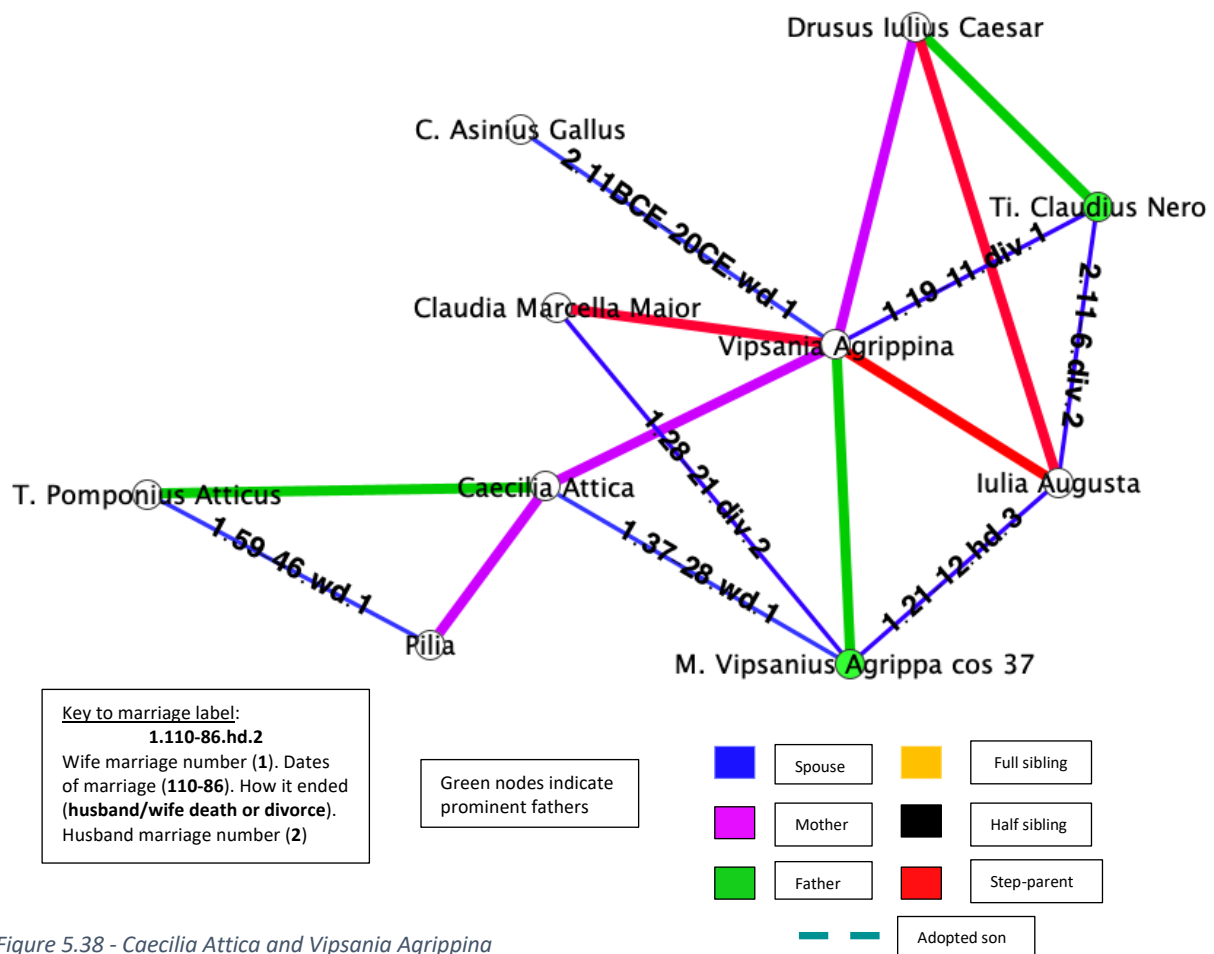 Drusus Iulius Caesar
C. Asinius Gallus
2. 11BCE-20CE.wd.1
Ti. Claudius Nero
1.19-11.div.1
2.11-6.div.2
Claudia Marcella Maior
Vipsania Agrippina
1.28-21.div.2
T. Pomponius Atticus
Caecilia Attica
Iulia Augusta
1.59-46.wd.1
1.37-28.wd.1
1.21-12.hd.3
Pilia
M. Vipsanius Agrippa cos 37
Key to marriage label:
1.110-86.hd.2
Wife marriage number (1). Dates
of marriage (110-86). How it ended
(husband/wife death or divorce).
Husband marriage number (2)
Green nodes indicate
prominent fathers
Spouse
Full sibling
Mother
Half sibling
Father
Step-parent
Adopted son
Figure 5.38 - Caecilia Attica and Vipsania Agrippina